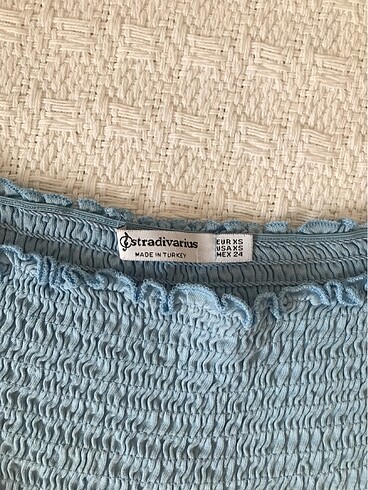 stradivarius
MADE IN TURKEY
EUR XS
USA XS
MEX 24